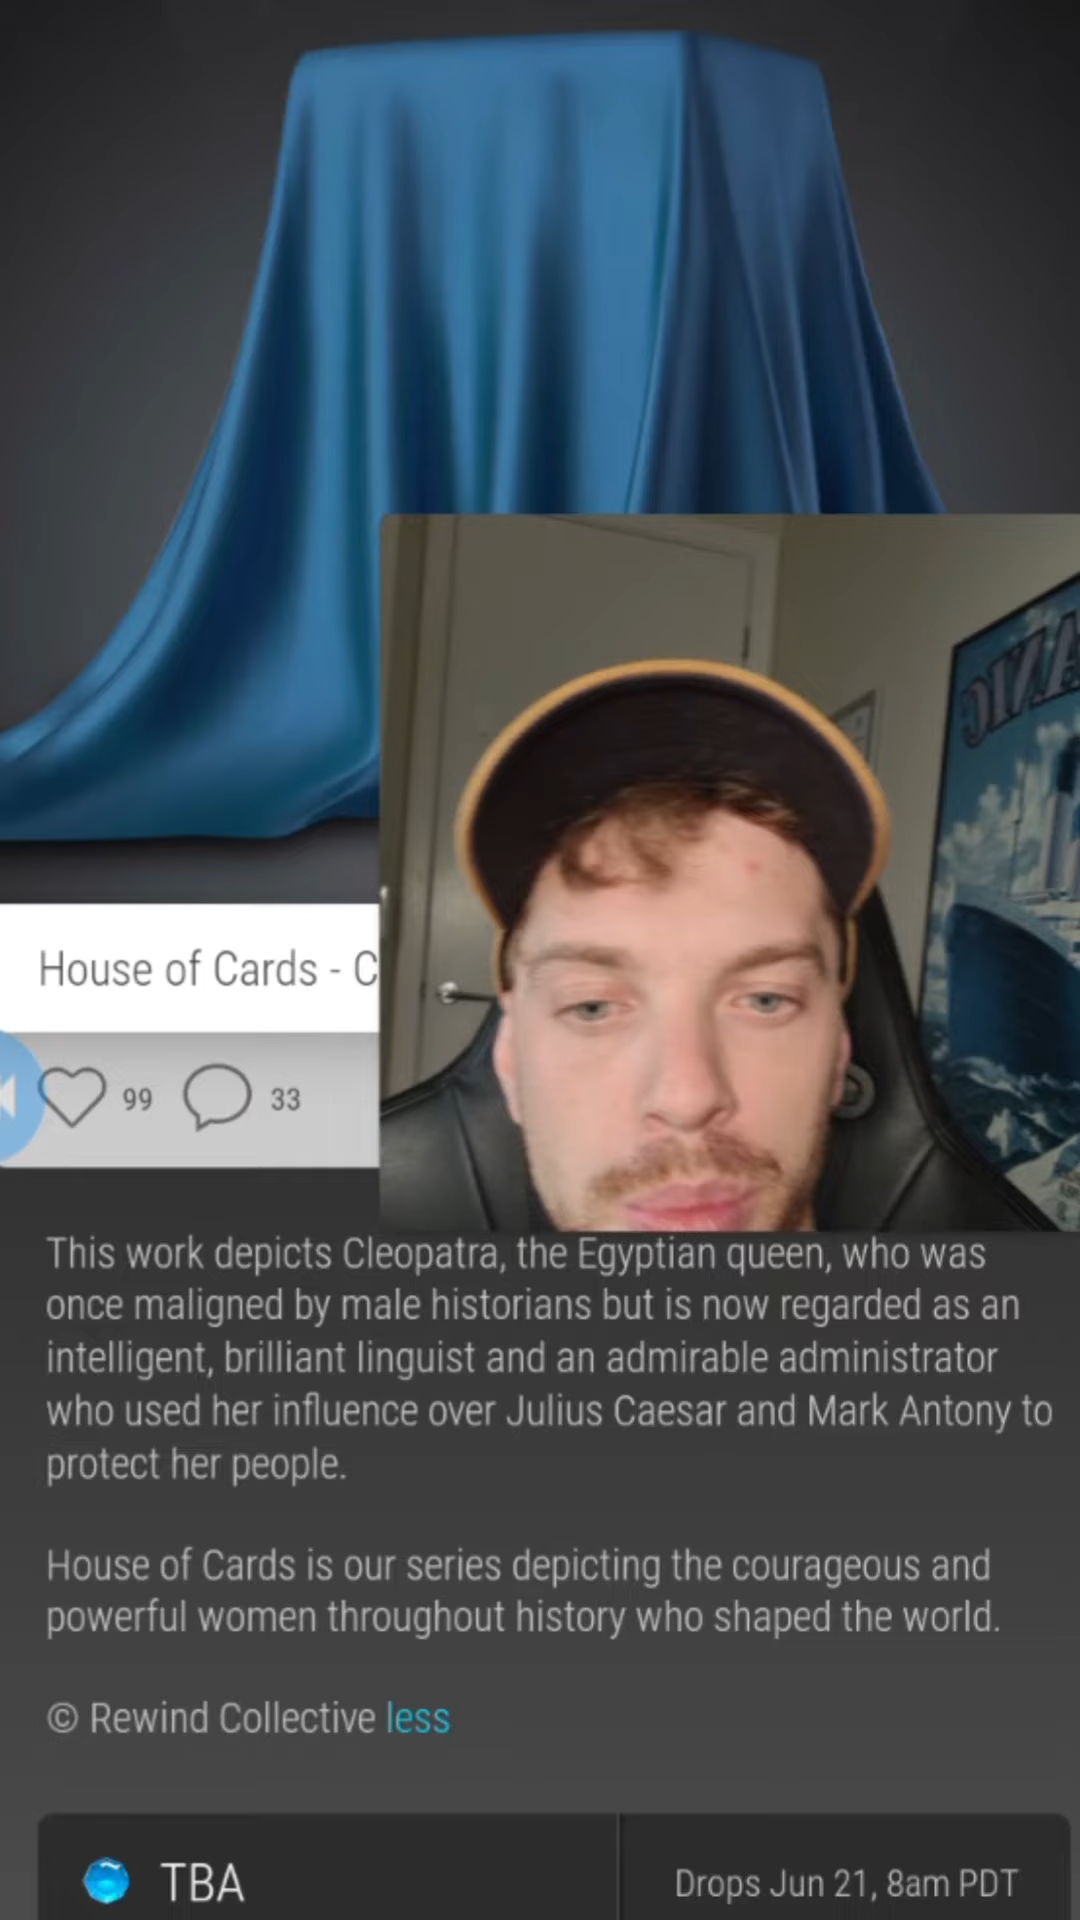 ANIC
House of Cards - C
99
33
This work depicts Cleopatra, the Egyptian queen, who was
once maligned by male historians but is now regarded as an
intelligent, brilliant linguist and an admirable administrator
who used her influence over Julius Caesar and Mark Antony to
protect her people.
House of Cards is our series depicting the courageous and
powerful women throughout history who shaped the world.
© Rewind Collective less
TBA
Drops Jun 21, 8am PDT